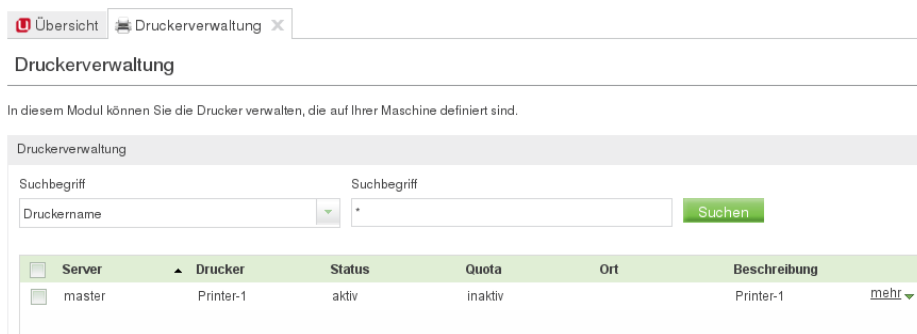 Übersicht Druckerverwaltung
Druckerverwaltung
In diesem Modul können Sie die Drucker verwalten, die auf Ihrer Maschine definiert sind.
Druckerverwaltung
Suchbegriff Suchbegriff
Druckername * Suchen
Server Drucker Status Quota Ort Beschreibung
master Printer-1 aktiv inaktiv Printer-1 mehr